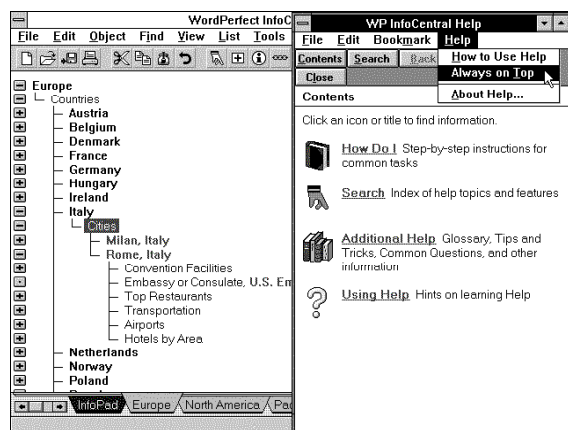 WordPerfect InfoC
File Edit Object Find View List Tools
Europe
Countries
Austria
Belgium
Denmark
France
Germany
Hungary
Ireland
Italy
Cities
Milan, Italy
Rome, Italy
Convention Facilities
Embassy or Consulate, U.S. Em
Top Restaurants
Transportation
Airports
Hotels by Area
Netherlands
Norway
Poland
InfoPad Europe North America Pac
WP InfoCentral Help
File Edit Bookmark Help
Contents Search Back
Close
How to Use Help
Always on Top
About Help...
Contents
Click an icon or title to find information.
How Do I Step-by-step instructions for
common tasks
Search Index of help topics and features
Additional Help Glossary, Tips and
Tricks, Common Questions, and other
information
Using Help Hints on learning Help